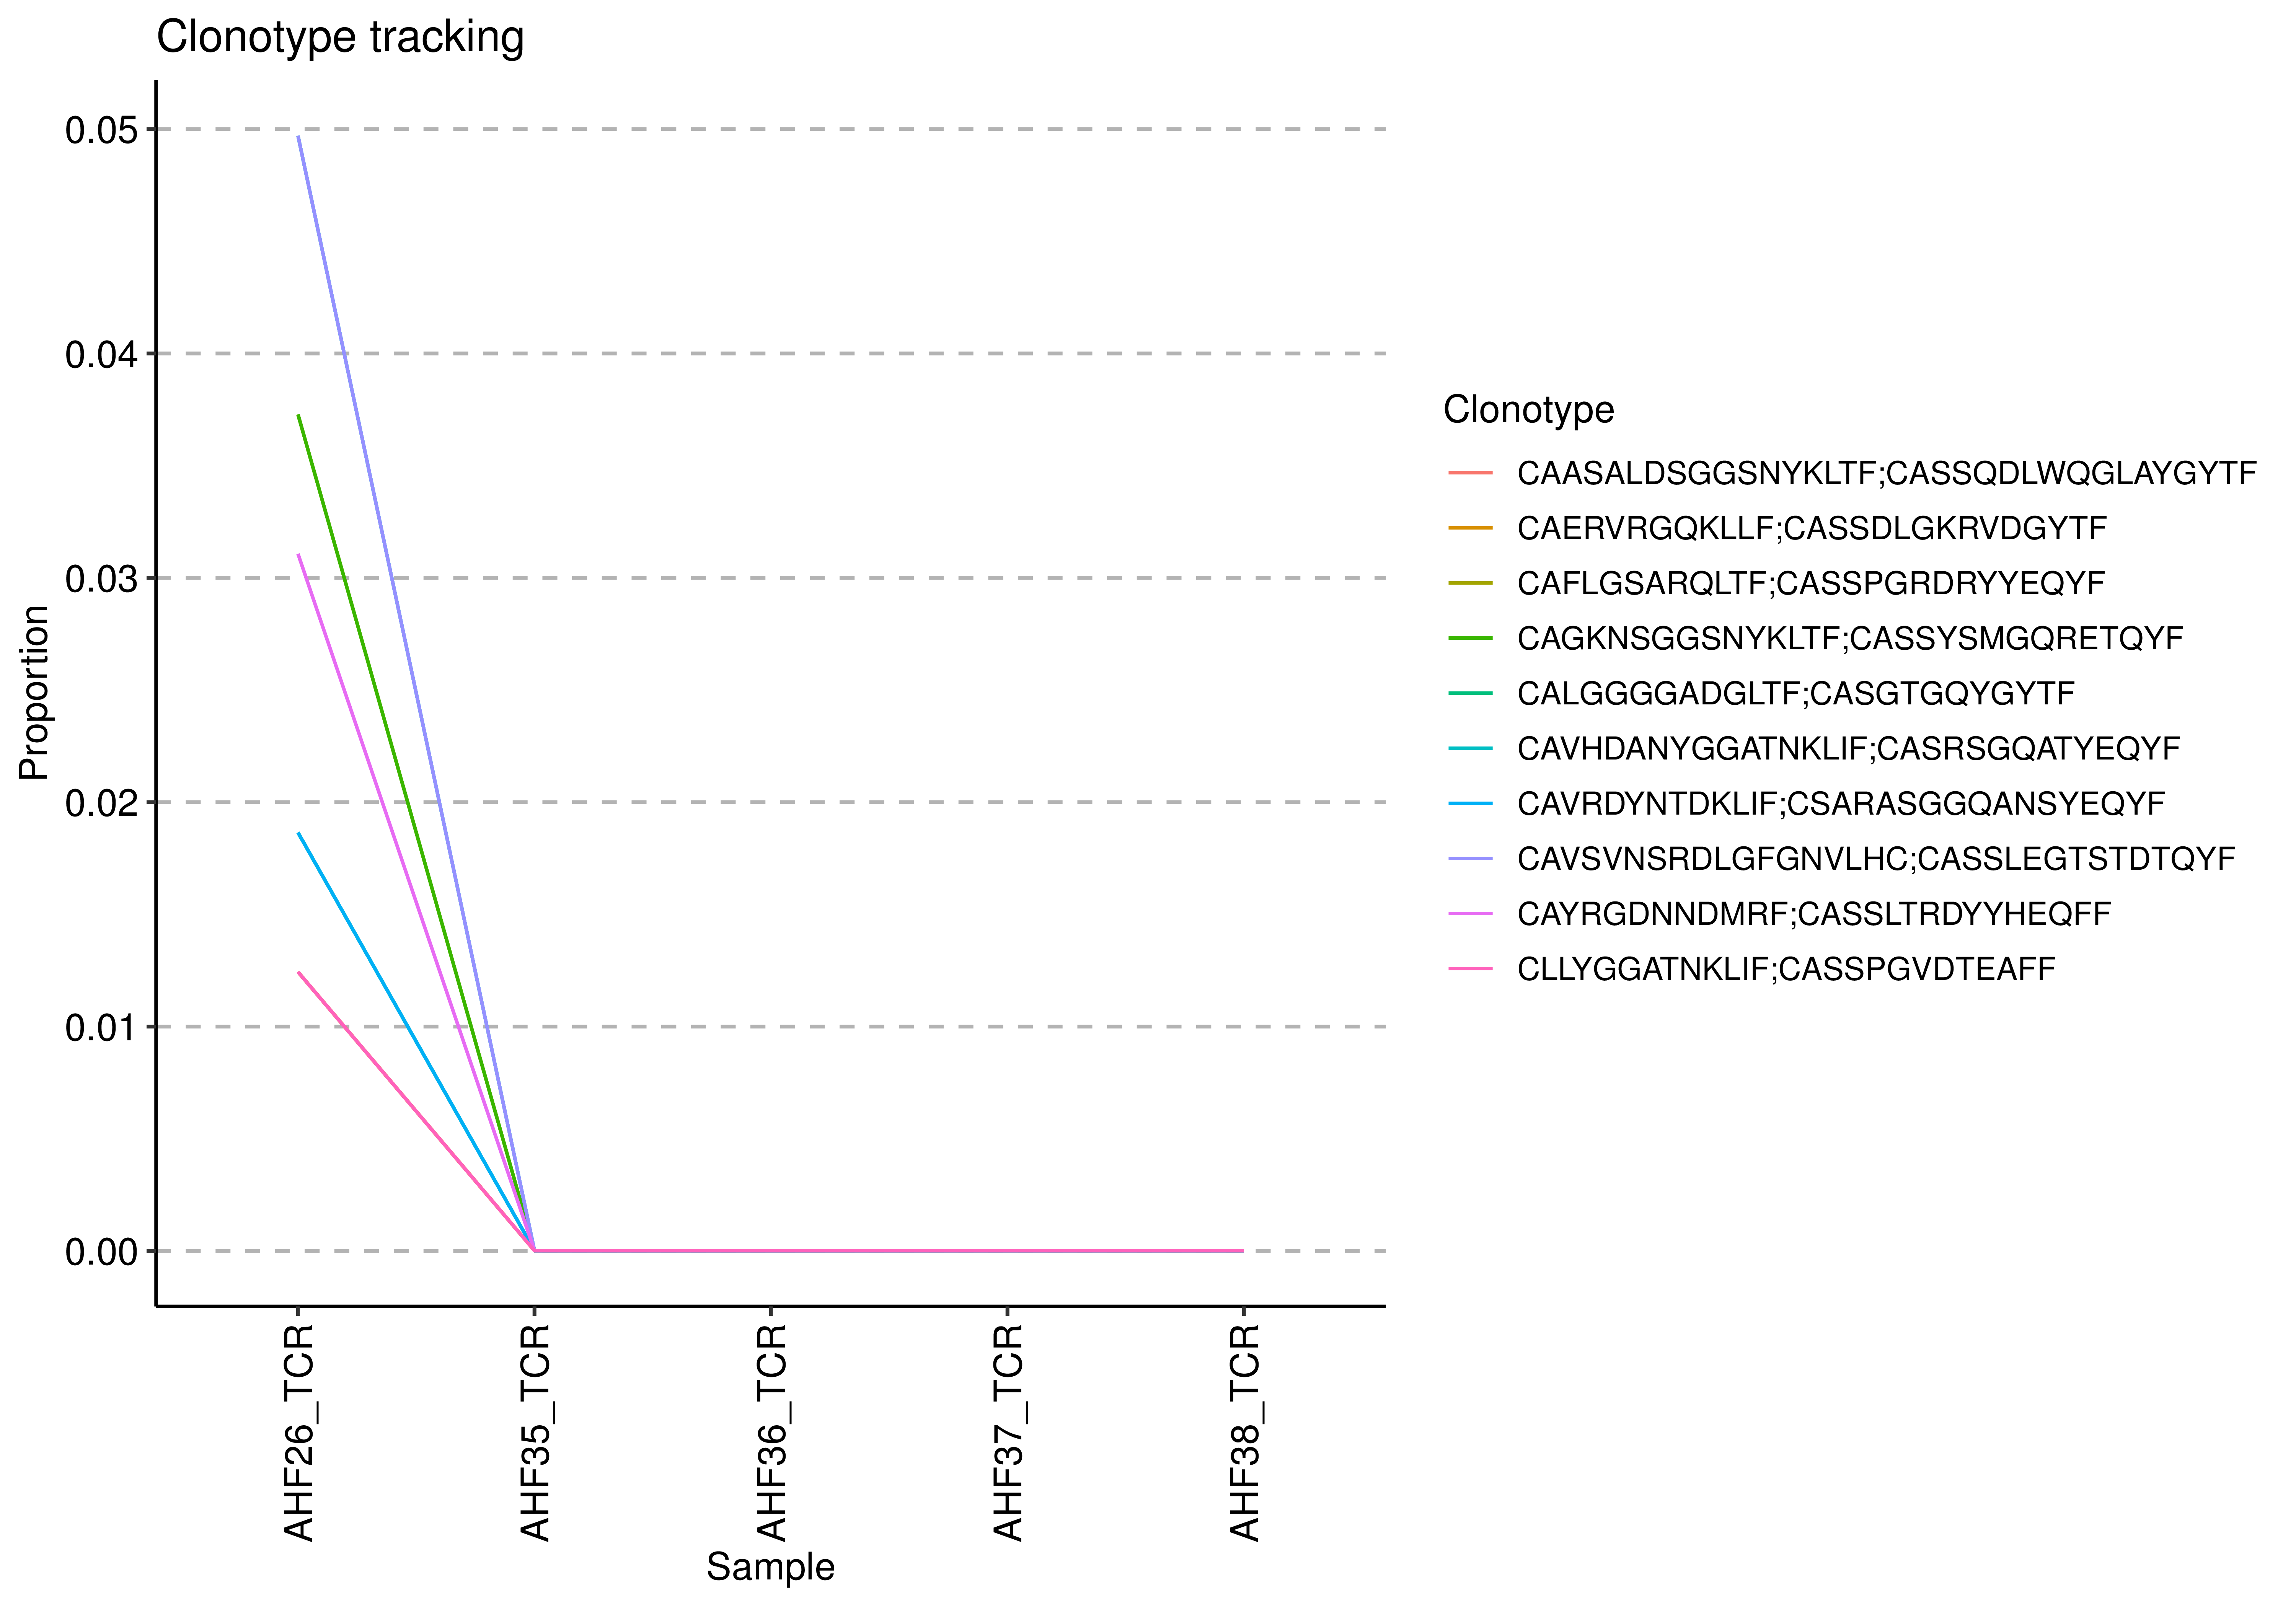 Clonotype tracking
0.05
0.04
0.03
0.02
0.01
0.00
Proportion
AHF26_TCR
AHF35_TCR
AHF36_TCR
AHF37_TCR
AHF38_TCR
Sample
Clonotype
CAASALDSGGSNYKLTF;CASSQDLWQGLAYGYTF
CAERVRGQKLLF;CASSDLGKRVDGYTF
CAFLGSARQLTF;CASSPGRDRYYEQYF
CAGKNSGGSNYKLTF;CASSYSMGQRETQYF
CALGGGGADGLTF;CASGTGQYGYTF
CAVHDANYGGATNKLIF;CASRSGQATYEQYF
CAVRDYNTDKLIF;CSARASGGQANSYEQYF
CAVSVNSRDLGFGNVLHC;CASSLEGTSTDTQYF
CAYRGDNNDMRF;CASSLTRDYYHEQFF
CLLYGGATNKLIF;CASSPGVDTEAFF